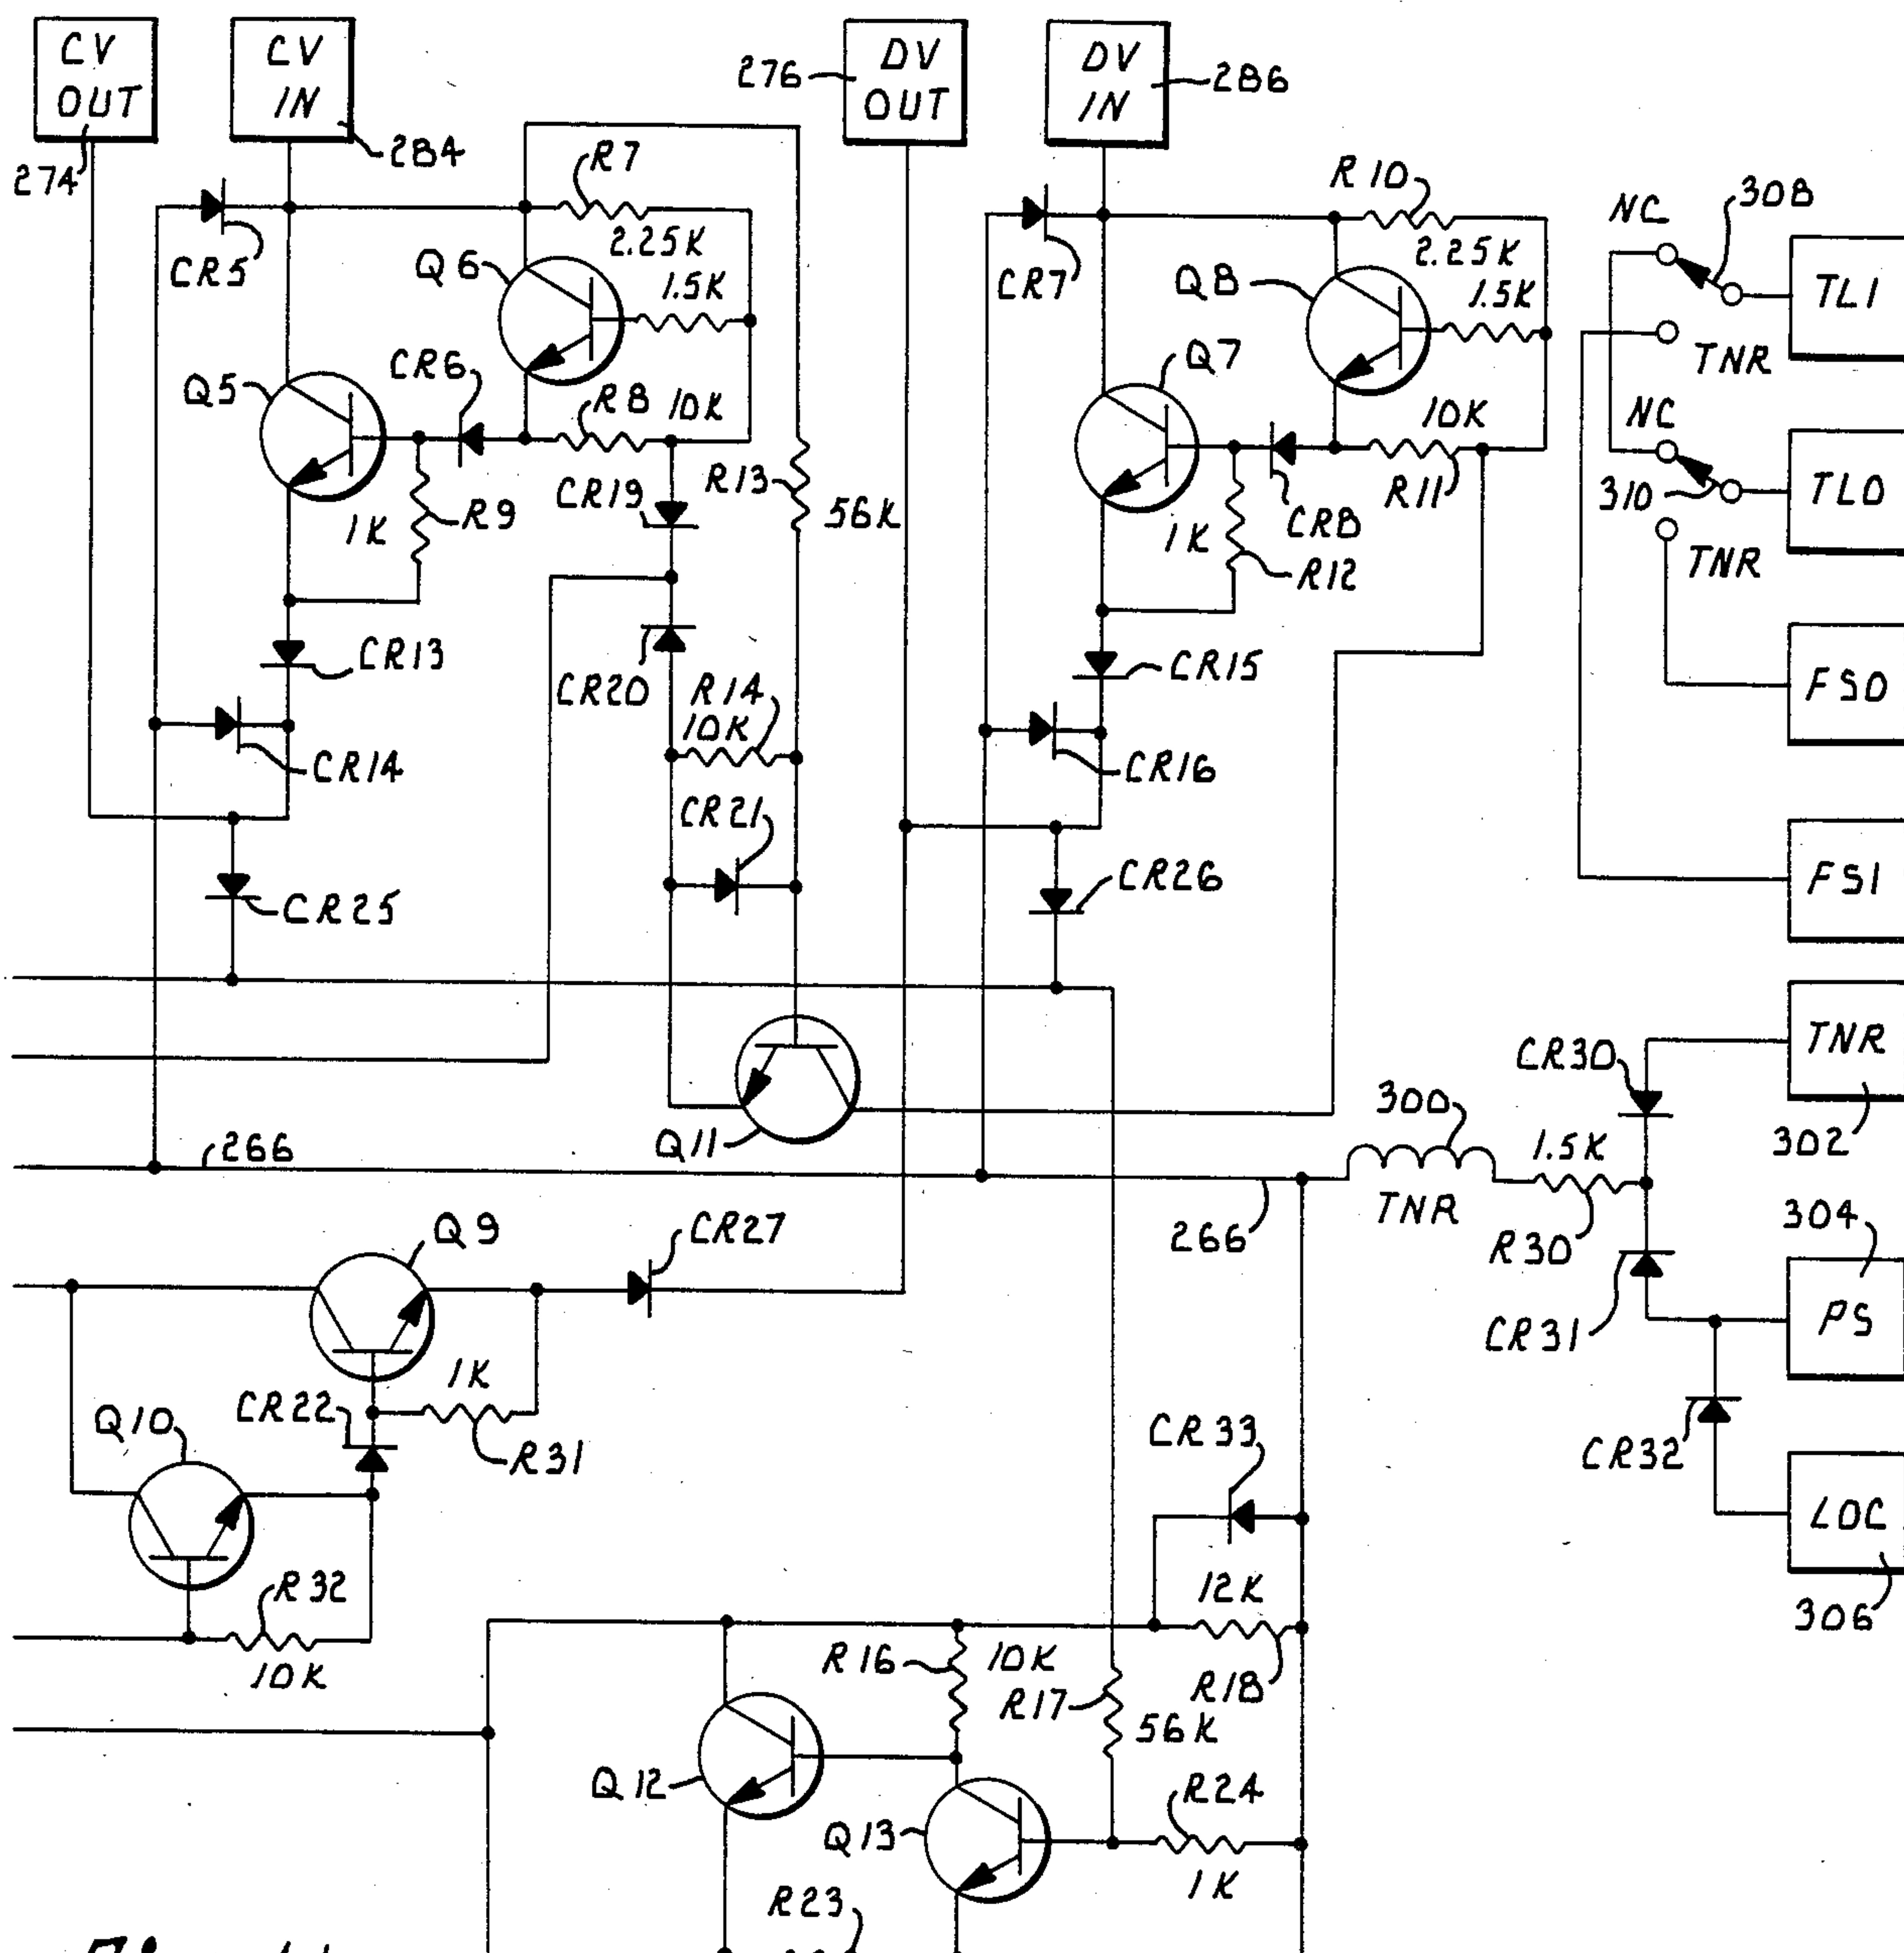 CV
OUT
CV
IN
276
DV
OUT
DV
IN
286
274
284
R7
R10
NC
308
CR5
2.25K
Q6
1.5K
CR7
Q8
2.25K
1.5K
TL1
TNR
CR6
Q5
R8
10K
Q7
10K
NC
CR19
R13
R11
310
TL0
1K
R9
56K
1K
CR8
R12
TNR
CR13
CR20
R14
10K
CR15
FS0
CR14
CR16
CR21
CR25
CR26
FS1
CR30
TNR
300
Q11
266
1.5K
302
TNR
266
R30
304
Q9
CR27
CR31
PS
1K
CR22
Q10
R31
CR33
CR32
LOC
R32
12K
306
10K
R16
10K
R17
R18
56K
Q12
R24
Q13
1K
R23